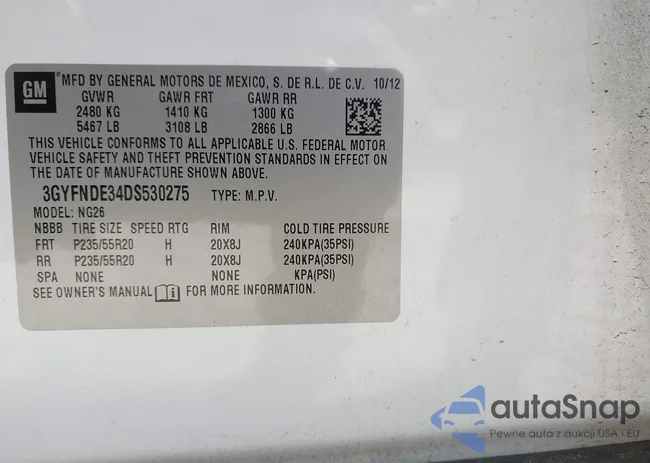 GM
MFD BY GENERAL MOTORS DE MEXICO, S. DE R.L. DE C.V. 10/12
GVWR GAWR FRT GAWR RR
2480 KG 1410 KG 1300 KG
5467 LB 3108 LB 2866 LB
THIS VEHICLE CONFORMS TO ALL APPLICABLE U.S. FEDERAL MOTOR
VEHICLE SAFETY AND THEFT PREVENTION STANDARDS IN EFFECT ON
THE DATE OF MANUFACTURE SHOWN ABOVE.
3GYFNDE34DS530275 TYPE: M.P.V.
MODEL: NG26
NBBB TIRE SIZE SPEED RTG RIM COLD TIRE PRESSURE
FRT P235/55R20 H 20X8J 240KPA(35PSI)
RR P235/55R20 H 20X8J 240KPA(35PSI)
SPA NONE NONE KPA(PSI)
SEE OWNER'S MANUAL FOR MORE INFORMATION.
autaSnap
Pewne auto z aukcji USA i EU